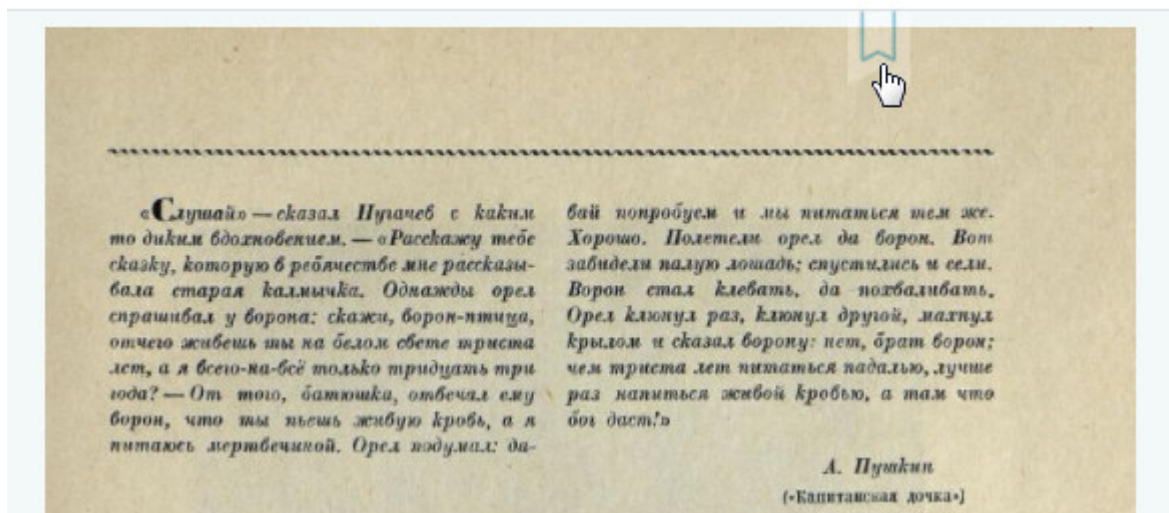 «Слушай» — сказал Пугачев с каким
то диким вдохновением. — «Расскажу тебе
сказку, которую в ребячестве мне рассказы-
вала старая калмычка. Однажды орел
спрашивал у ворона: скажи, ворон-птица,
отчего живешь ты на белом свете триста
лет, а я всего-на-всё только тридцать три
года? — От того, батюшка, отвечал ему
ворон, что ты пьешь живую кровь, а я
питаюсь мертвечиной. Орел подумал: да-
вай попробуем и мы питаться тем же.
Хорошо. Полетели орел да ворон. Вот
завидели палую лошадь; спустились и сели.
Ворон стал клевать, да похваливать.
Орел клюнул раз, клюнул другой, махнул
крылом и сказал ворону: нет, брат ворон;
чем триста лет питаться падалью, лучше
раз напиться живой кровью, а там что
бог даст!»
А. Пушкин
(«Капитанская дочка»)